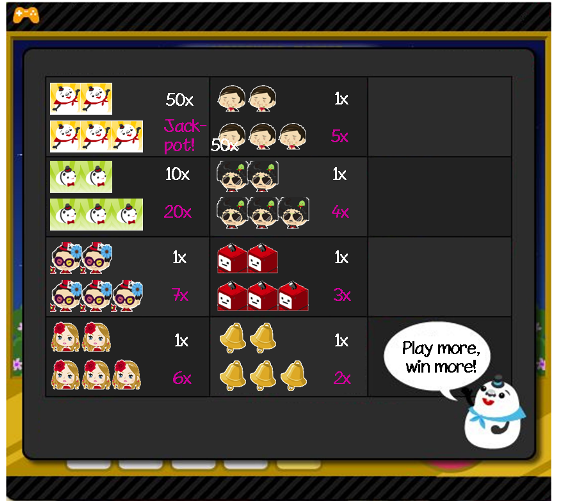 50x
Jack-
pot!
1x
50x
5x
10x
20x
1x
4x
1x
7x
1x
3x
1x
6x
1x
2x
Play more,
win more!